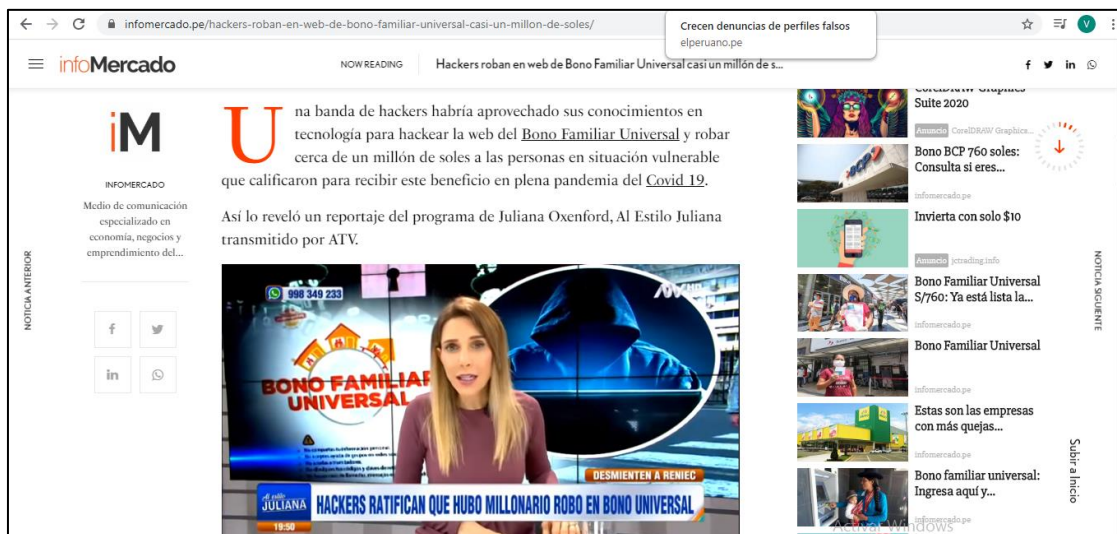 infomercado.pe/hackers-roban-en-web-de-bono-familiar-universal-casi-un-millon-de-soles/
Crecen denuncias de perfiles falsos
elperuano.pe
V
infoMercado
NOW READING
Hackers roban en web de Bono Familiar Universal casi un millón de s...
iM
INFOMERCADO
Medio de comunicación
especializado en
economía, negocios y
emprendimiento del...
NOTICIA ANTERIOR
Una banda de hackers habría aprovechado sus conocimientos en
tecnología para hackear la web del Bono Familiar Universal y robar
cerca de un millón de soles a las personas en situación vulnerable
que calificaron para recibir este beneficio en plena pandemia del Covid 19.
Así lo reveló un reportaje del programa de Juliana Oxenford, Al Estilo Juliana
transmitido por ATV.
998 349 233
BONO FAMILIAR
UNIVERSAL
DESMIENTEN A RENIEC
Al estilo
JULIANA
HACKERS RATIFICAN QUE HUBO MILLONARIO ROBO EN BONO UNIVERSAL
19:50
CorelDRAW Graphics
Suite 2020
Anuncio CorelDRAW Graphics...
Bono BCP 760 soles:
Consulta si eres...
infomercado.pe
Invierta con solo $10
Anuncio jctrading.info
Bono Familiar Universal
S/760: Ya está lista la...
infomercado.pe
Bono Familiar Universal
infomercado.pe
Estas son las empresas
con más quejas...
infomercado.pe
Bono familiar universal:
Ingresa aquí y...
infomercado.pe
NOTICIA SIGUIENTE
Subir a Inicio
Activar Windows